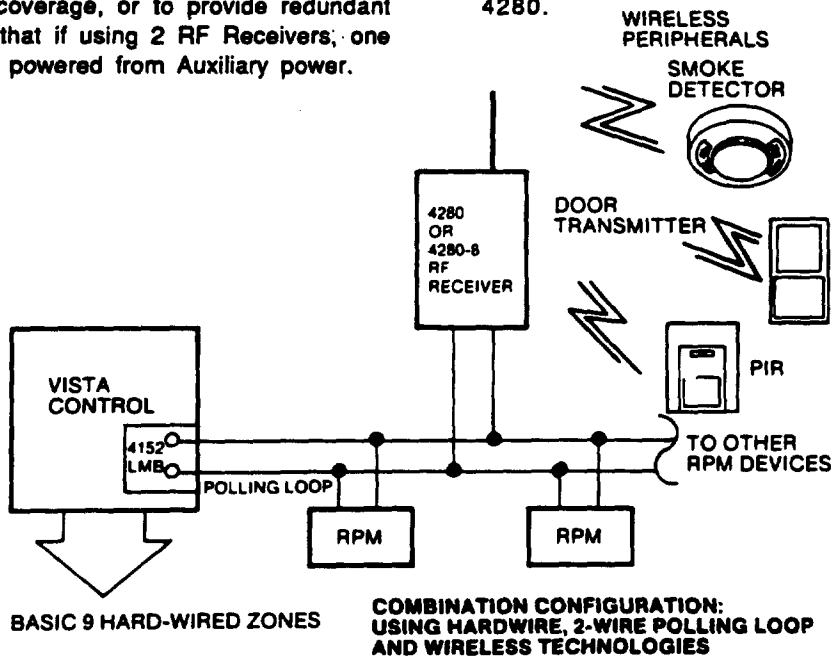 coverage, or to provide redundant
that if using 2 RF Receivers, one
powered from Auxiliary power.
4280.
WIRELESS
PERIPHERALS
SMOKE
DETECTOR
4280
OR
4280-8
RF
RECEIVER
DOOR
TRANSMITTER
PIR
VISTA
CONTROL
4152
LMB
POLLING LOOP
TO OTHER
RPM DEVICES
RPM
RPM
BASIC 9 HARD-WIRED ZONES
COMBINATION CONFIGURATION:
USING HARDWIRE, 2-WIRE POLLING LOOP
AND WIRELESS TECHNOLOGIES